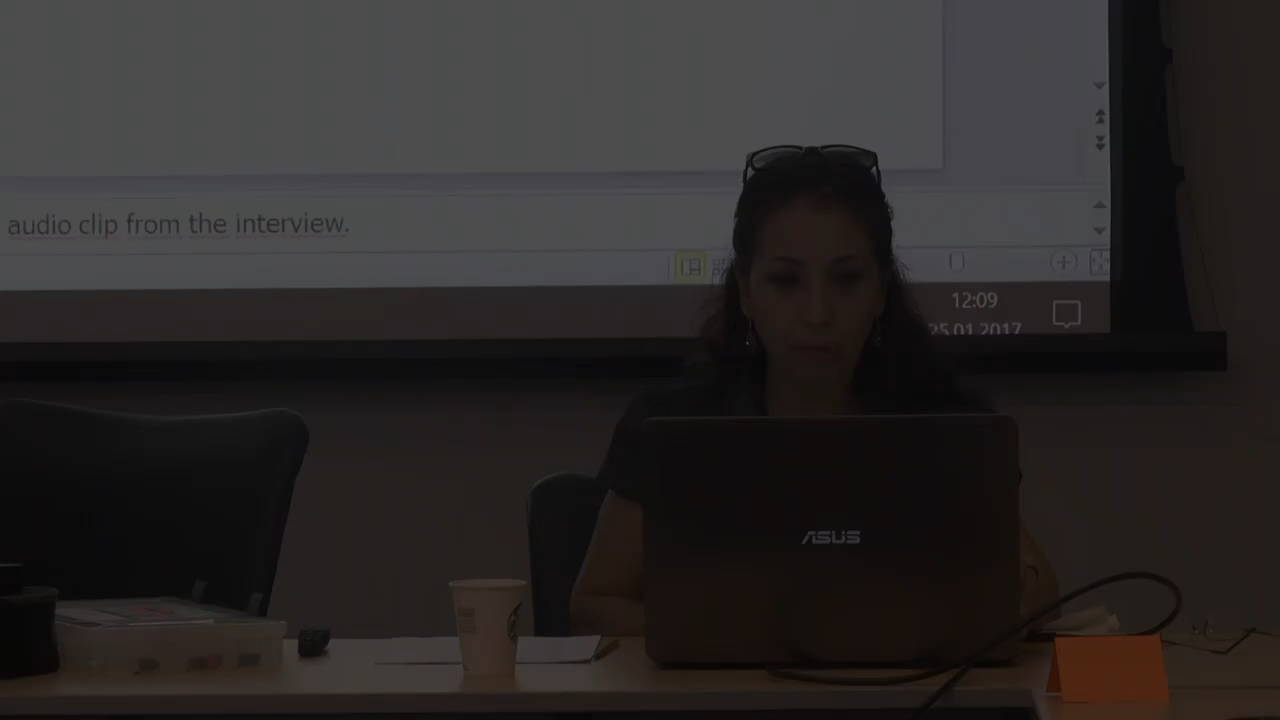 audio clip from the interview.
12:09
25.01.2017
ASUS